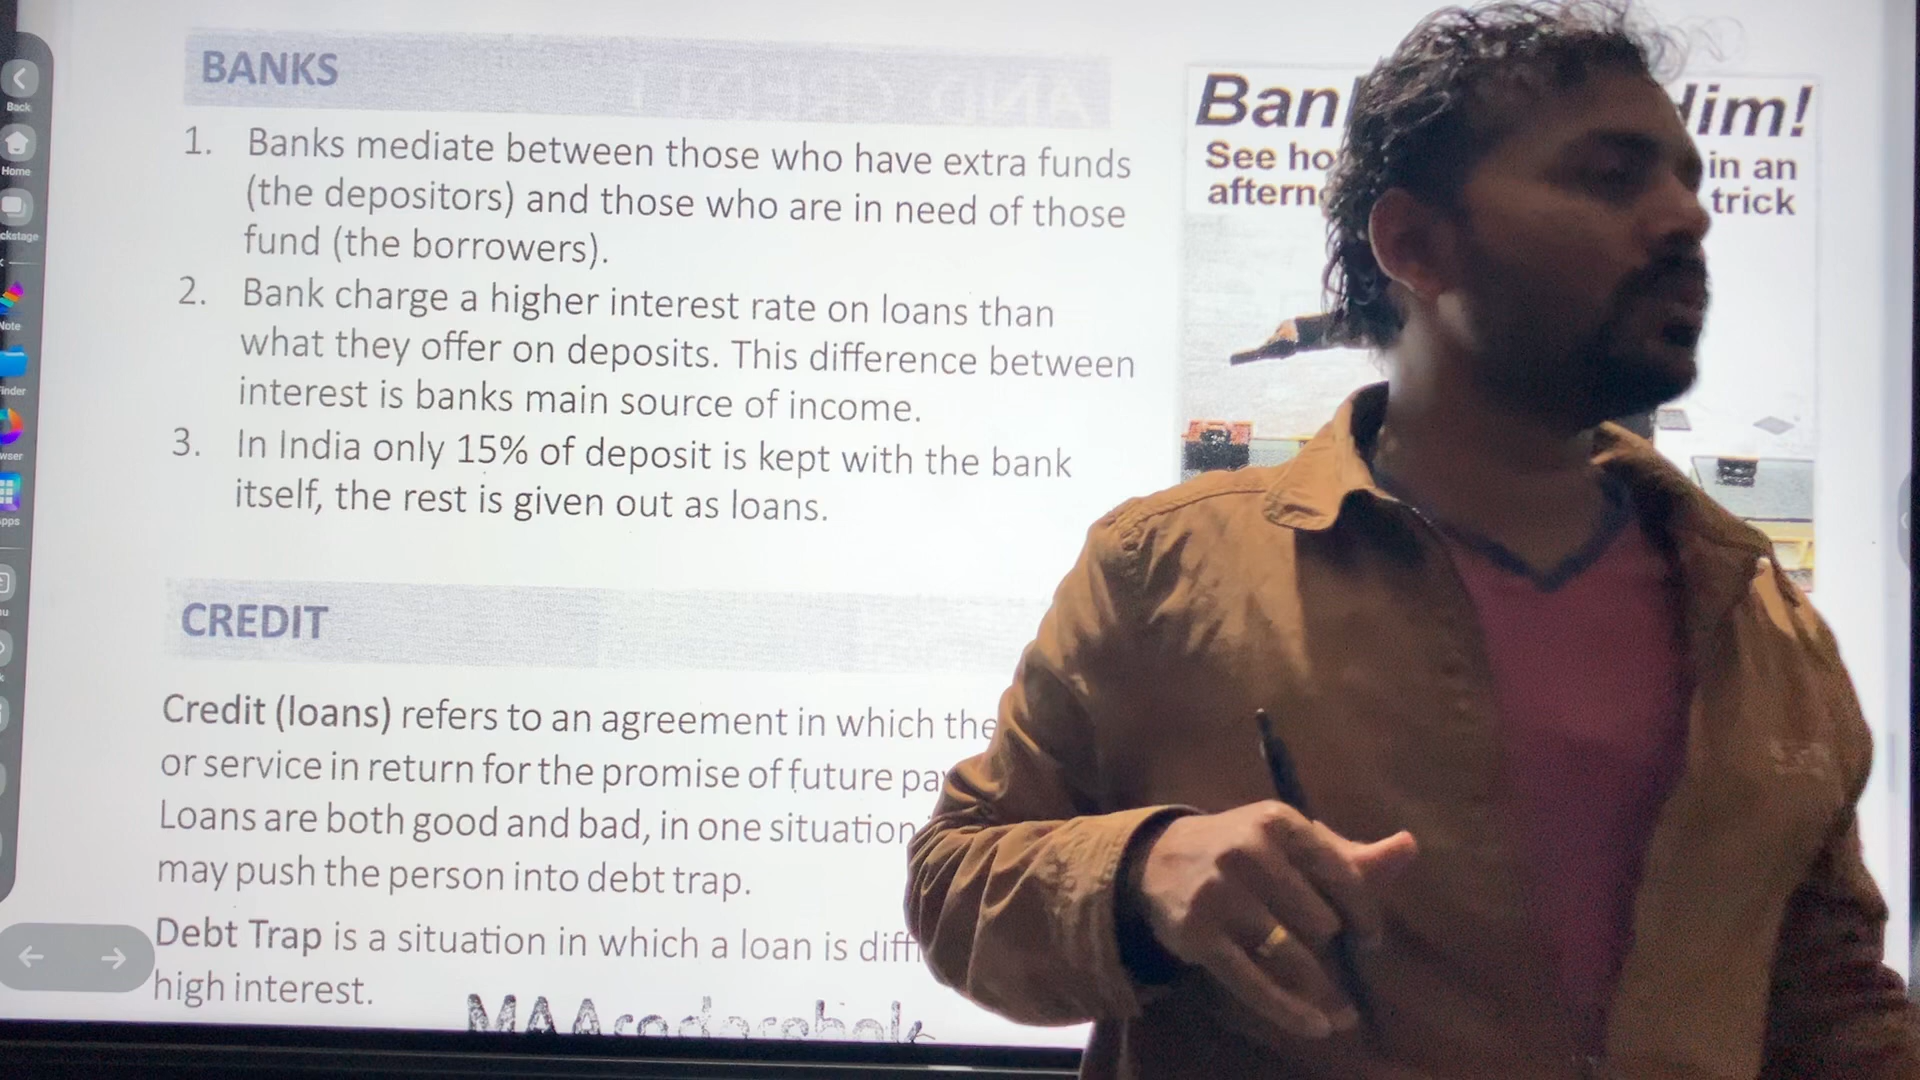 BANKS
1. Banks mediate between those who have extra funds
(the depositors) and those who are in need of those
fund (the borrowers).
2. Bank charge a higher interest rate on loans than
what they offer on deposits. This difference between
interest is banks main source of income.
3. In India only 15% of deposit is kept with the bank
itself, the rest is given out as loans.
CREDIT
Credit (loans) refers to an agreement in which the
or service in return for the promise of future
Loans are both good and bad, in one situation
may push the person into debt trap.
Debt Trap is a situation in which a loan is
high interest.
See
in an
trick
Back
Home